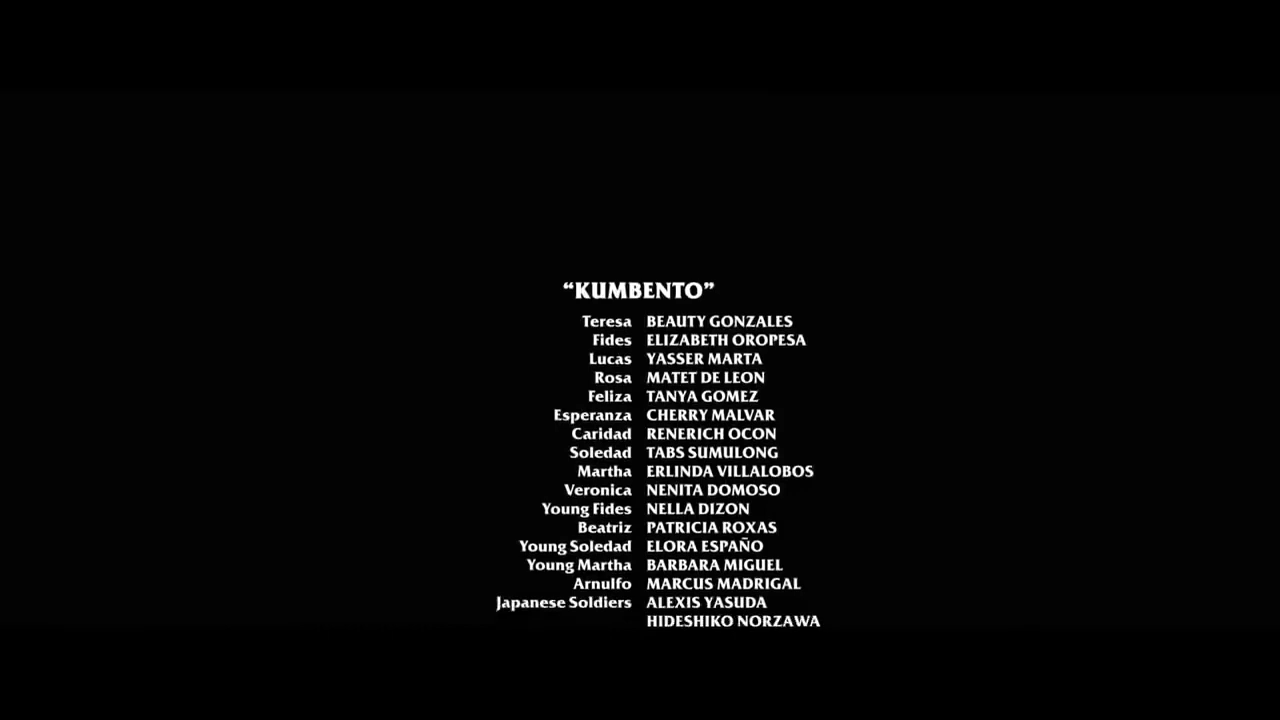 “KUMBENTO”
Teresa BEAUTY GONZALES
Fides ELIZABETH OROPESA
Lucas YASSER MARTA
Rosa MATET DE LEON
Feliza TANYA GOMEZ
Esperanza CHERRY MALVAR
Caridad RENERICH OCON
Soledad TABS SUMULONG
Martha ERLINDA VILLALOBOS
Veronica NENITA DOMOSO
Young Fides NELLA DIZON
Beatriz PATRICIA ROXAS
Young Soledad ELORA ESPAÑO
Young Martha BARBARA MIGUEL
Arnulfo MARCUS MADRIGAL
Japanese Soldiers ALEXIS YASUDA
HIDESHIKO NORZAWA